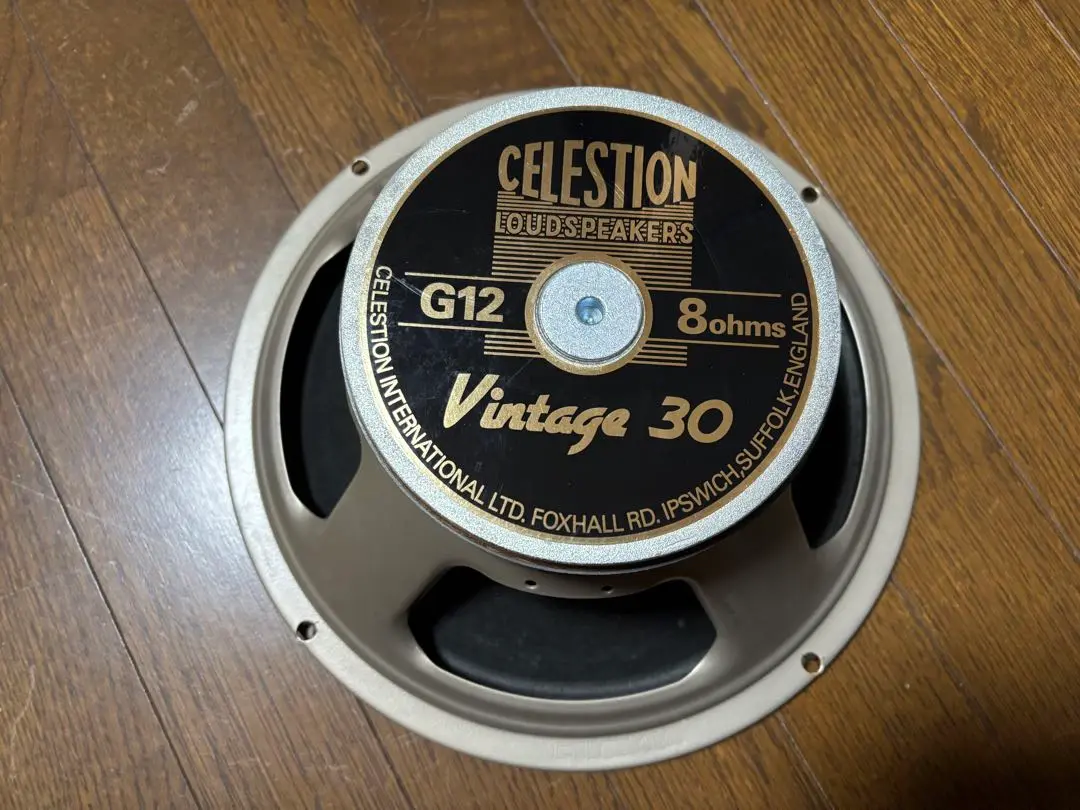 CELESTION
LOUDSPEAKERS
G12
8ohms
Vintage 30
CELESTION INTERNATIONAL LTD. FOXHALL RD. IPSWICH,SUFFOLK,ENGLAND